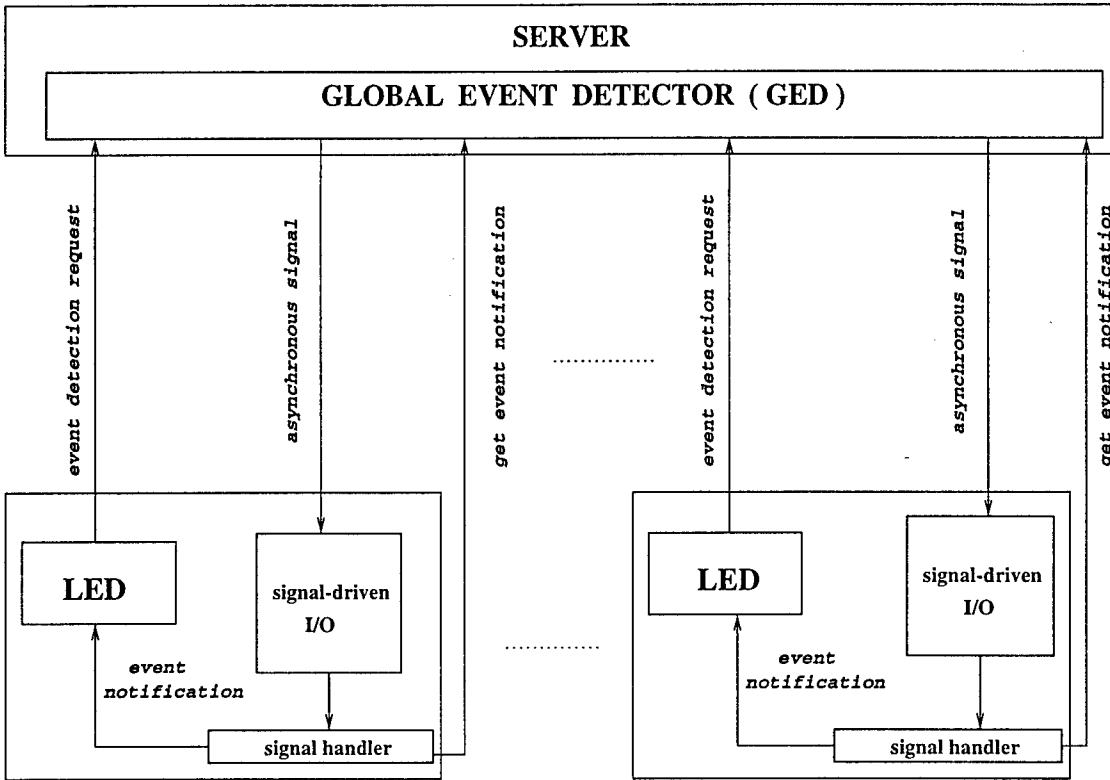 SERVER
GLOBAL EVENT DETECTOR ( GED )
event detection request
asynchronous signal
get event notification
event detection request
asynchronous signal
get event notification
....................
LED
signal-driven
I/O
event
notification
signal handler
....................
LED
signal-driven
I/O
event
notification
signal handler